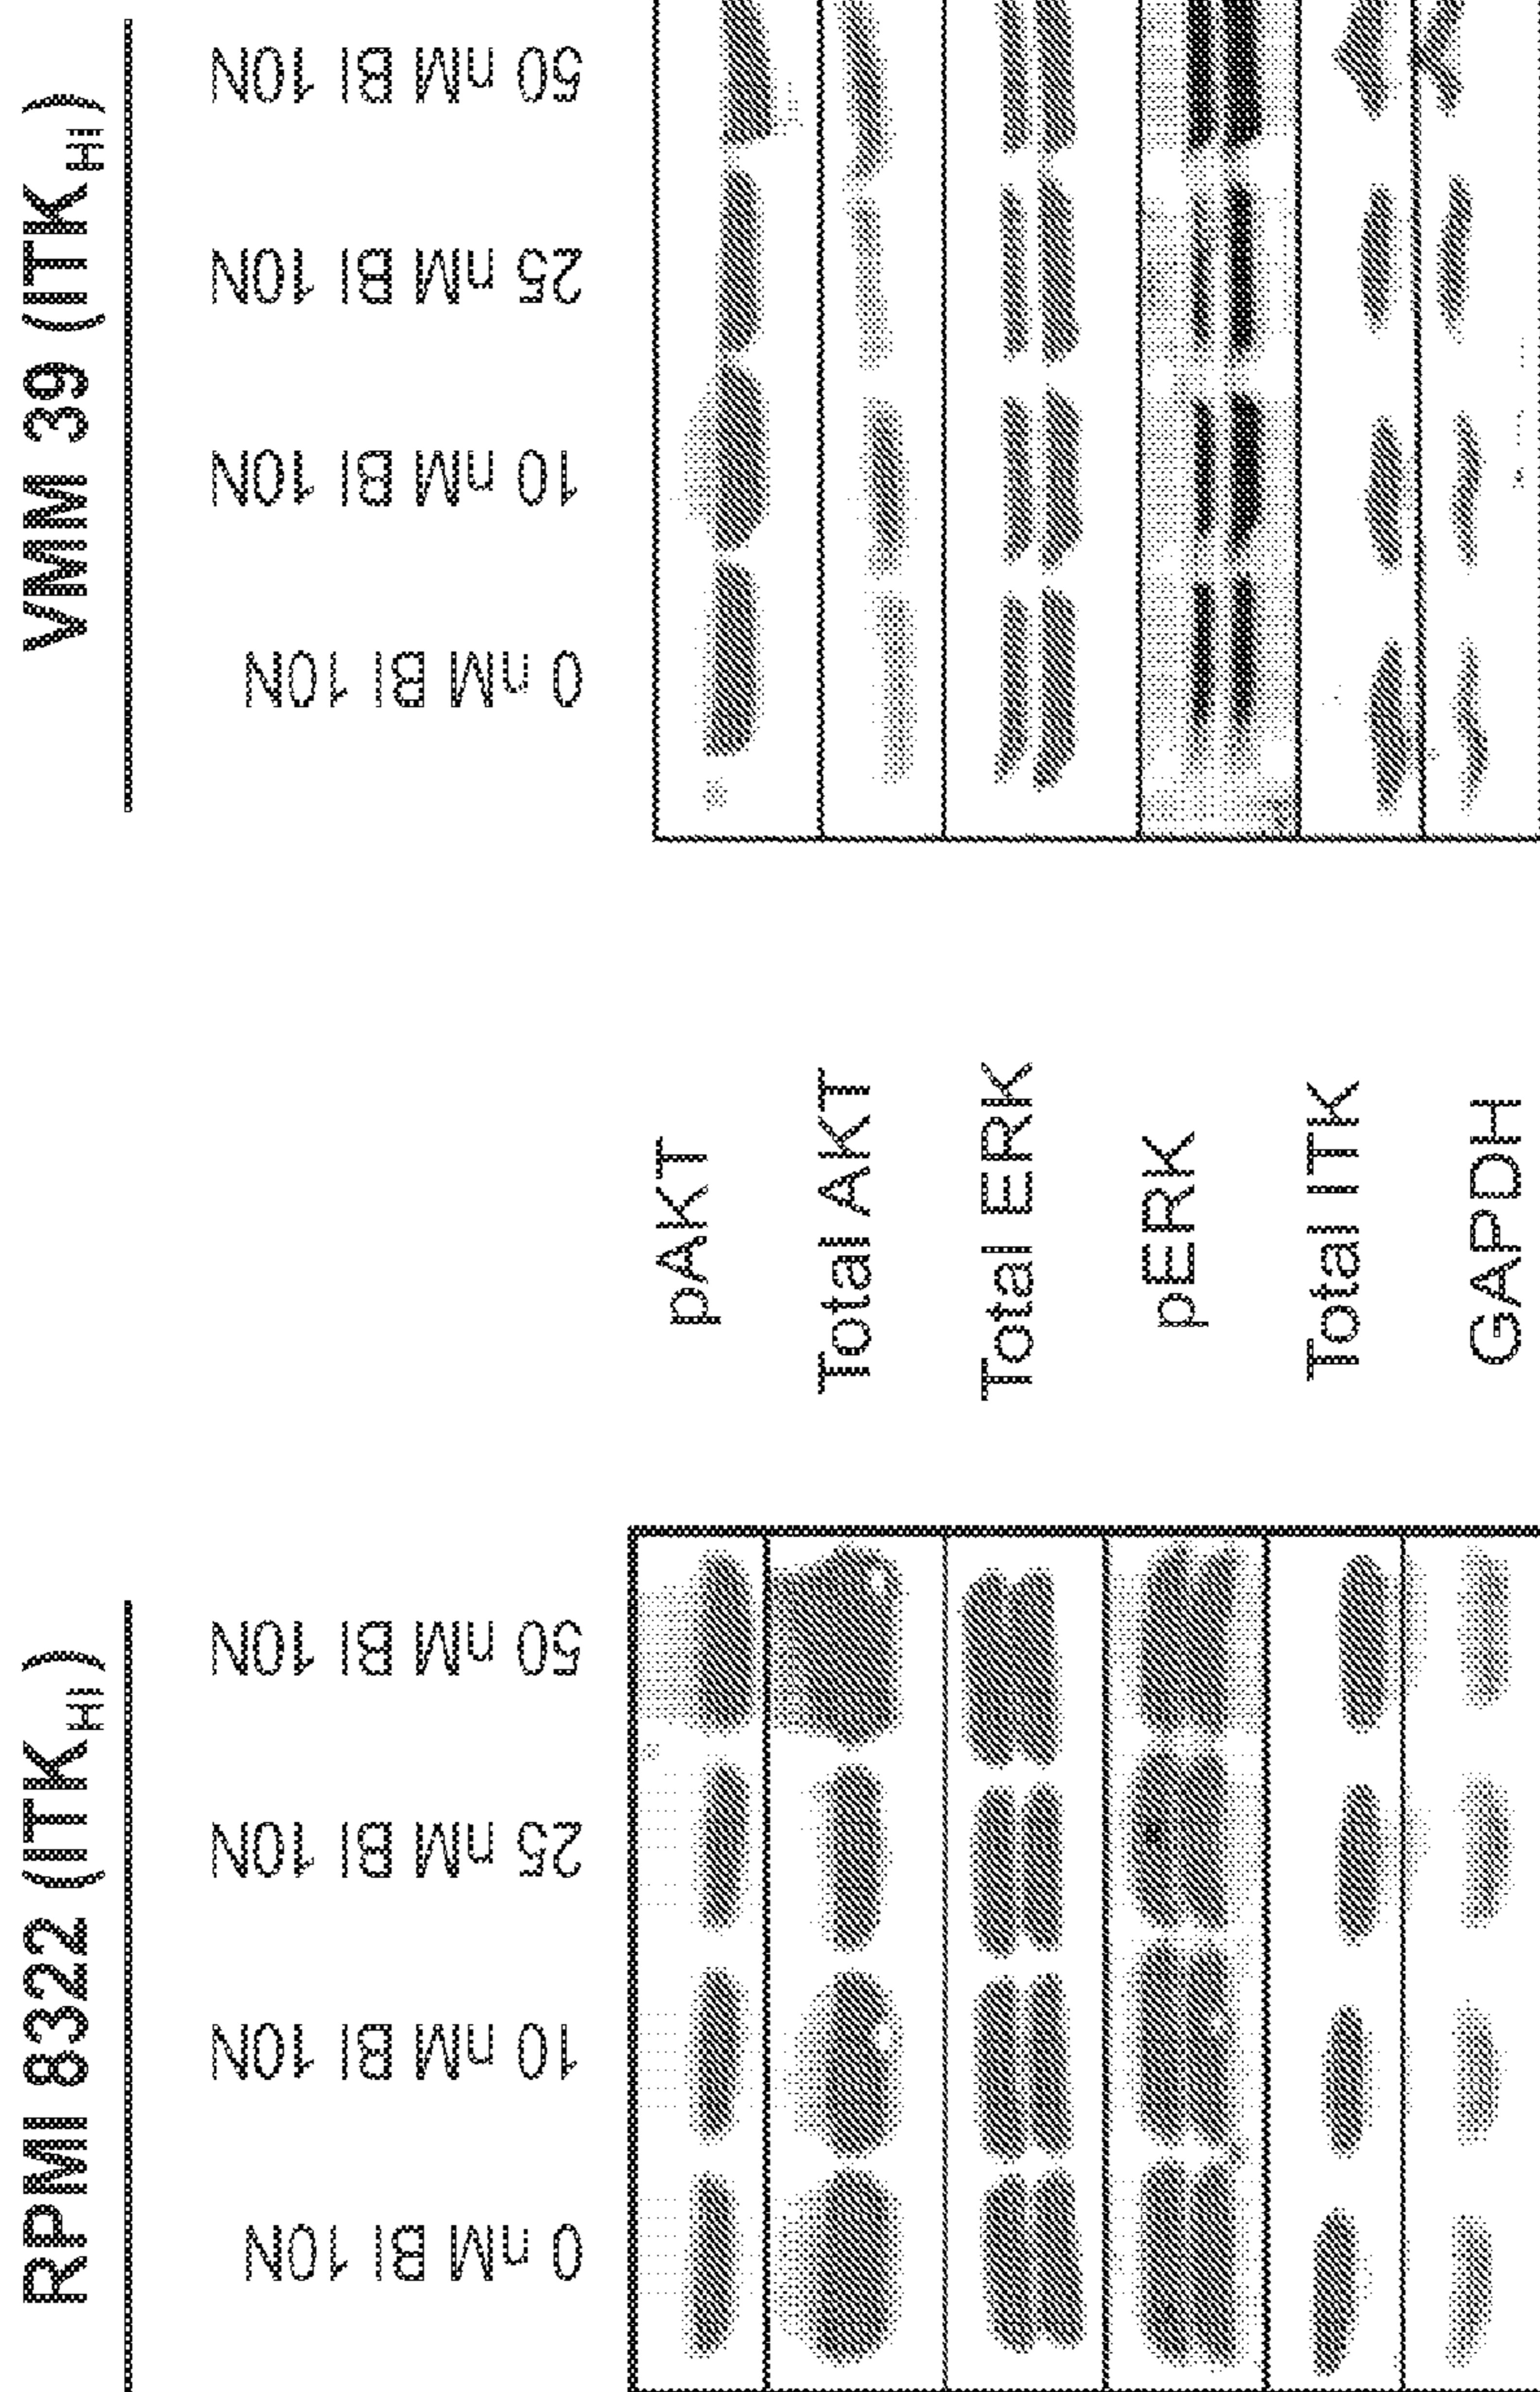 RPMI 8322 (ITKHI)
0 nM BI 10N
10 nM BI 10N
25 nM BI 10N
50 nM BI 10N
pAKT
Total AKT
Total ERK
pERK
Total ITK
GAPDH
VMM 39 (ITKHI)
0 nM BI 10N
10 nM BI 10N
25 nM BI 10N
50 nM BI 10N